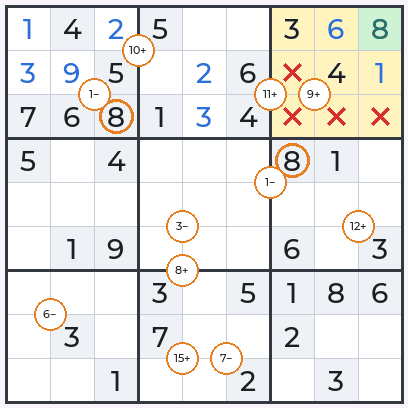 1 4 2 5 3 6 8
10+
3 9 5 2 6 4 1
1− 11+ 9+
7 6 8 1 3 4
5 4 8 1
1−
3− 12+
1 9 6 3
8+
3 5 1 8 6
6−
3 7 2
15+ 7−
1 2 3